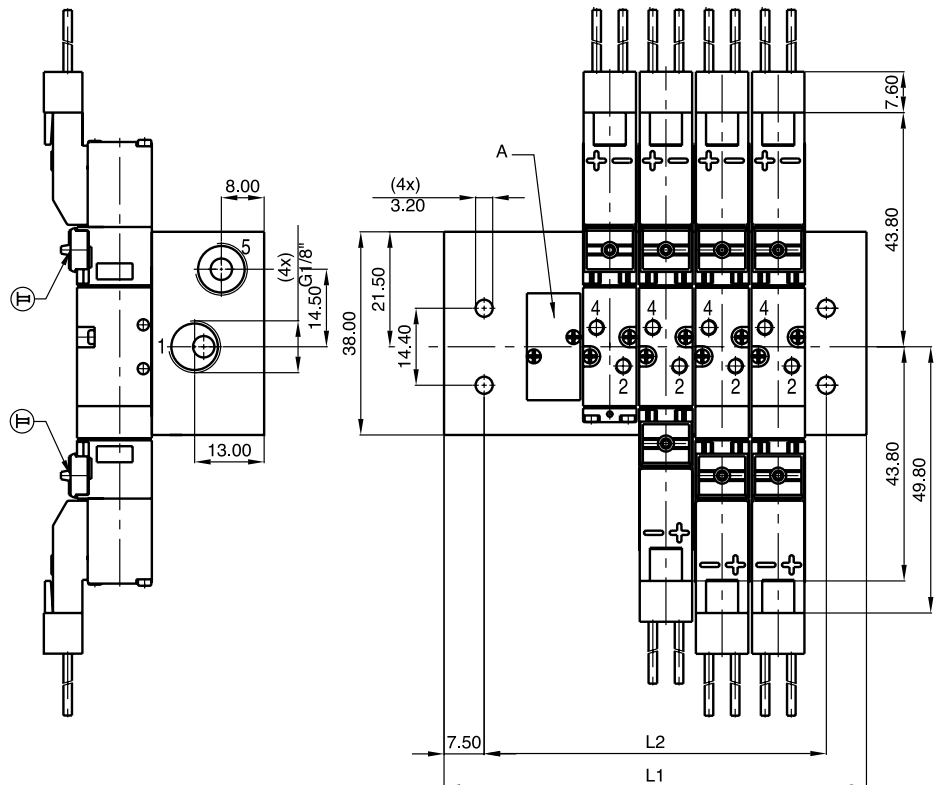 7.60
A
8.00
(4x)
3.20
+ − + − + − + −
43.80
5
(4x)
G1/8"
II
14.50
38.00
21.50
14.40
4 4 4 4
1
2 2 2 2
II
13.00
43.80
49.80
− + − + − +
7.50
L2
L1